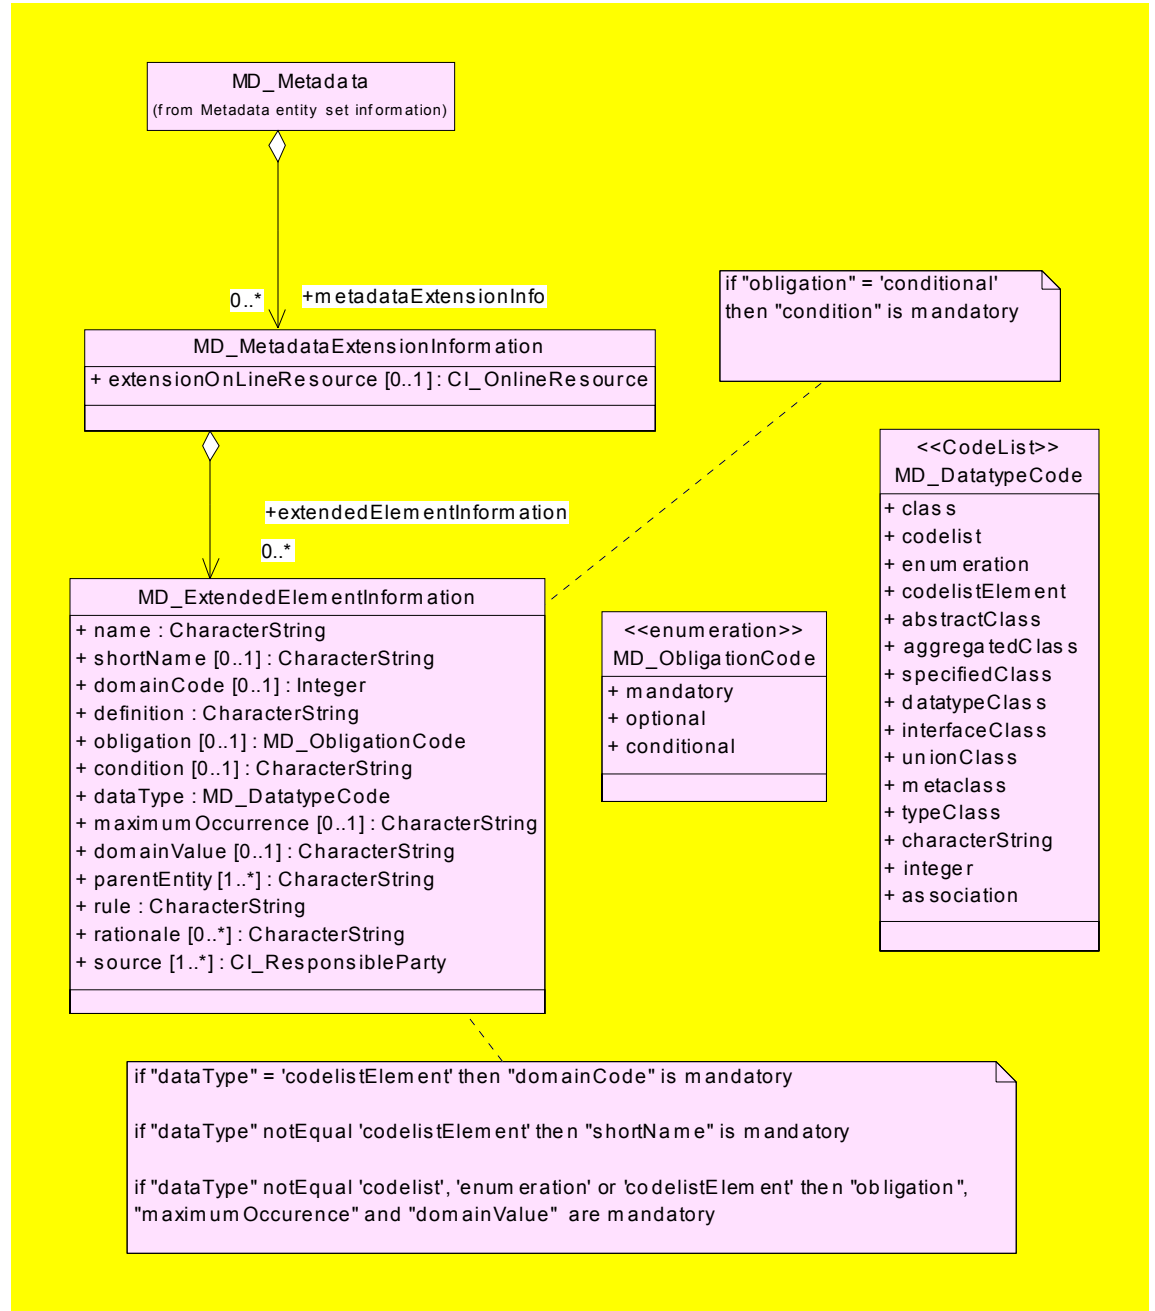 MD_Metadata
(from Metadata entity set information)
0..*
+metadataExtensionInfo
MD_MetadataExtensionInformation
+ extensionOnLineResource [0..1] : CI_OnlineResource
+extendedElementInformation
0..*
MD_ExtendedElementInformation
+ name : CharacterString
+ shortName [0..1] : CharacterString
+ domainCode [0..1] : Integer
+ definition : CharacterString
+ obligation [0..1] : MD_ObligationCode
+ condition [0..1] : CharacterString
+ dataType : MD_DatatypeCode
+ maximumOccurrence [0..1] : CharacterString
+ domainValue [0..1] : CharacterString
+ parentEntity [1..*] : CharacterString
+ rule : CharacterString
+ rationale [0..*] : CharacterString
+ source [1..*] : CI_ResponsibleParty
if "obligation" = 'conditional'
then "condition" is mandatory
<<enumeration>>
MD_ObligationCode
+ mandatory
+ optional
+ conditional
<<CodeList>>
MD_DatatypeCode
+ class
+ codelist
+ enumeration
+ codelistElement
+ abstractClass
+ aggregatedClass
+ specifiedClass
+ datatypeClass
+ interfaceClass
+ unionClass
+ metaclass
+ typeClass
+ characterString
+ integer
+ association
if "dataType" = 'codelistElement' then "domainCode" is mandatory
if "dataType" notEqual 'codelistElement' then "shortName" is mandatory
if "dataType" notEqual 'codelist', 'enumeration' or 'codelistElement' then "obligation",
"maximumOccurence" and "domainValue" are mandatory